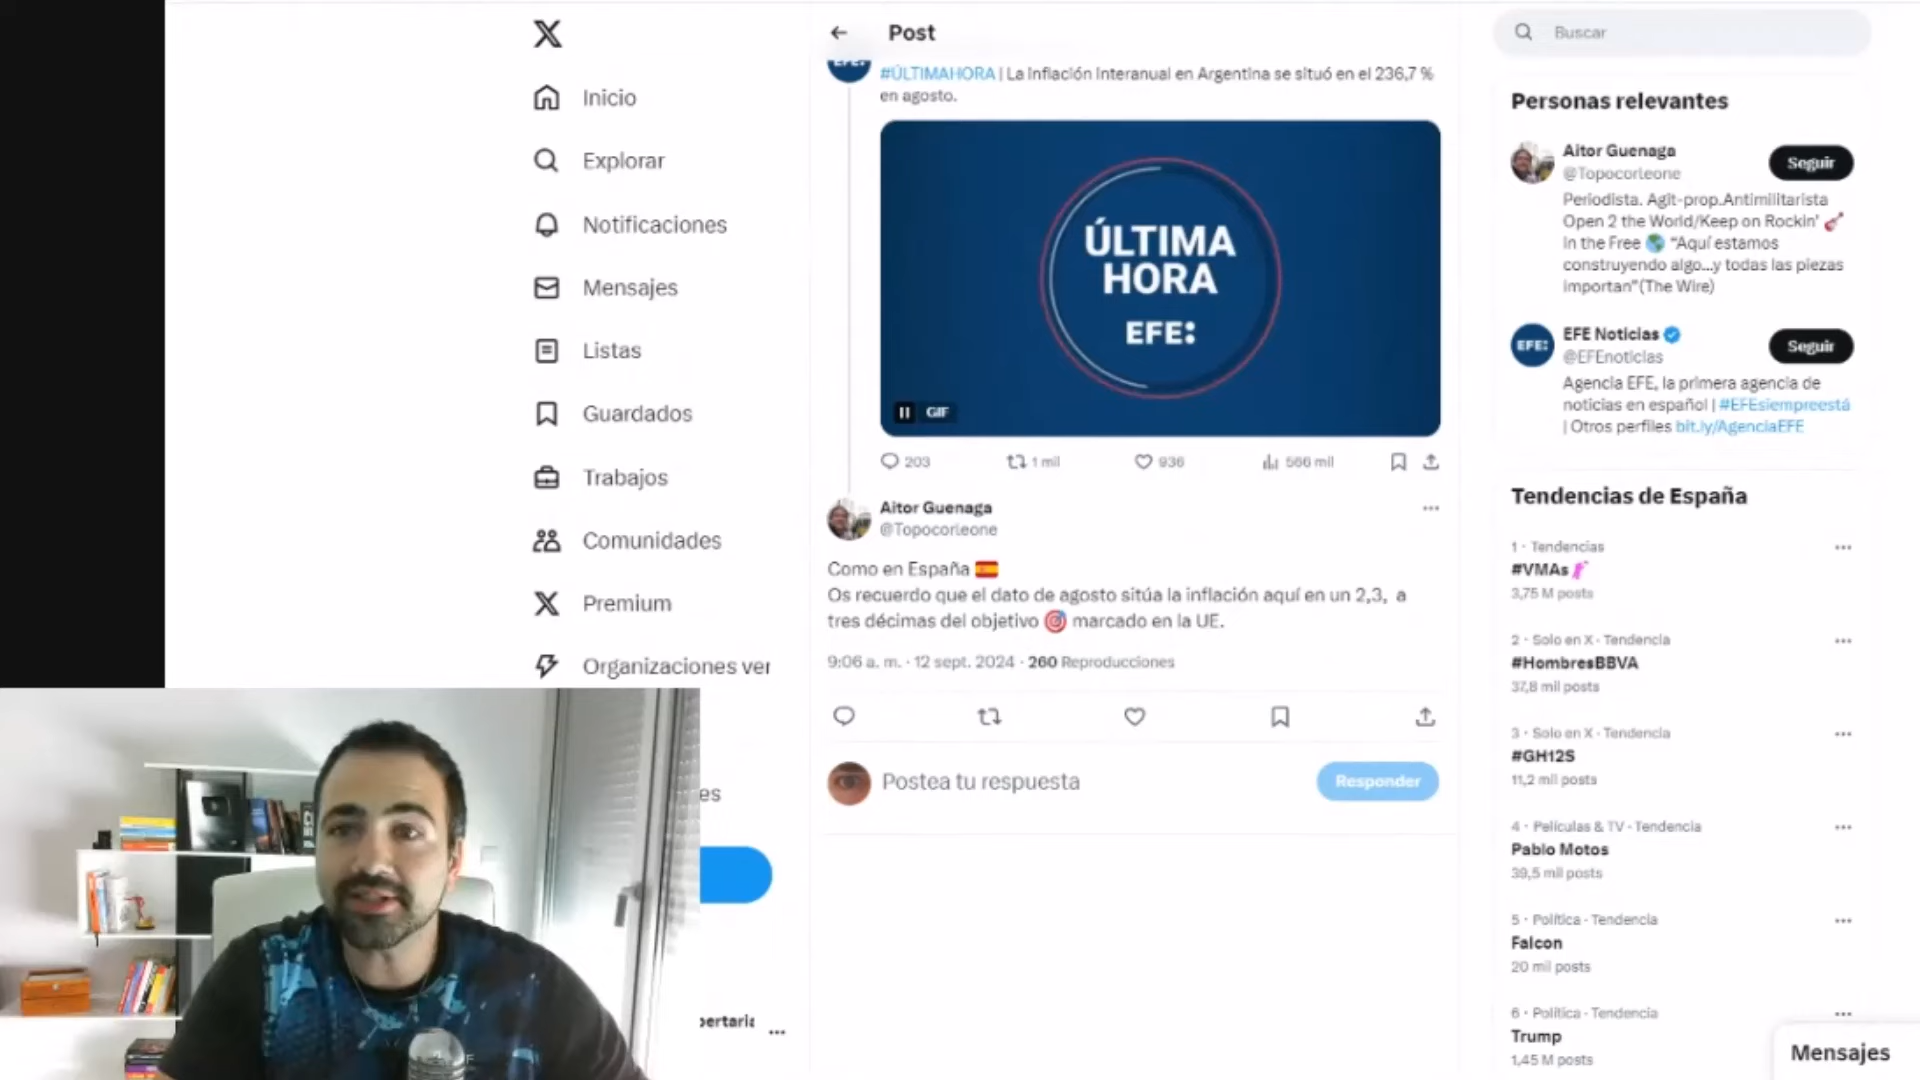 Inicio
Explorar
Notificaciones
Mensajes
Listas
Guardados
Trabajos
Comunidades
Premium
Organizaciones ver
es
pertaria
Post
EFE:
#ÚLTIMAHORA | La inflación interanual en Argentina se situó en el 236,7 %
en agosto.
ÚLTIMA
HORA
EFE:
GIF
203
1 mil
936
566 mil
Aitor Guenaga
@Topocorleone
Como en España
Os recuerdo que el dato de agosto sitúa la inflación aquí en un 2,3, a
tres décimas del objetivo marcado en la UE.
9:06 a. m. · 12 sept. 2024 · 260 Reproducciones
Postea tu respuesta
Responder
Buscar
Personas relevantes
Aitor Guenaga
@Topocorleone
Seguir
Periodista. Agit-prop.Antimilitarista
Open 2 the World/Keep on Rockin'
In the Free "Aquí estamos
construyendo algo...y todas las piezas
importan"(The Wire)
EFE:
EFE Noticias
@EFEnoticias
Seguir
Agencia EFE, la primera agencia de
noticias en español | #EFEsiempreestá
| Otros perfiles bit.ly/AgenciaEFE
Tendencias de España
1 · Tendencias
#VMAs
3,75 M posts
2 · Solo en X · Tendencia
#HombresBBVA
37,8 mil posts
3 · Solo en X · Tendencia
#GH12S
11,2 mil posts
4 · Películas & TV · Tendencia
Pablo Motos
39,5 mil posts
5 · Política · Tendencia
Falcon
20 mil posts
6 · Política · Tendencia
Trump
1,45 M posts
Mensajes